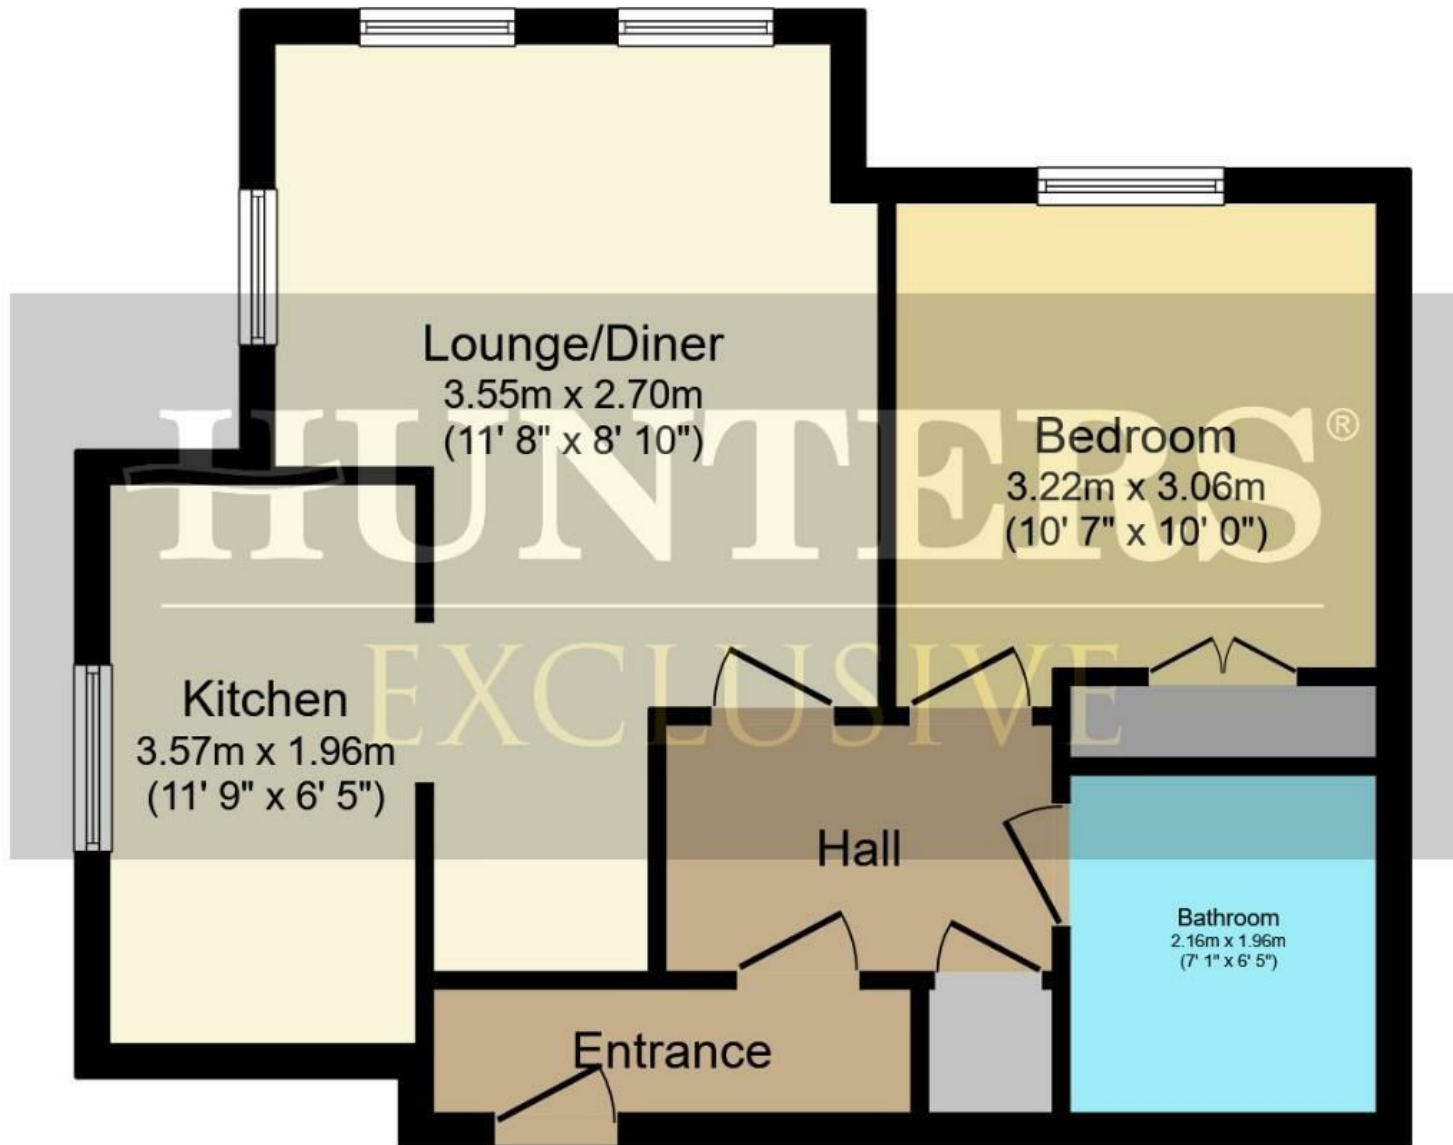 Lounge/Diner
3.55m x 2.70m
(11' 8" x 8' 10")
HUNTERS®
EXCLUSIVE
Bedroom
3.22m x 3.06m
(10' 7" x 10' 0")
Kitchen
3.57m x 1.96m
(11' 9" x 6' 5")
Hall
Bathroom
2.16m x 1.96m
(7' 1" x 6' 5")
Entrance